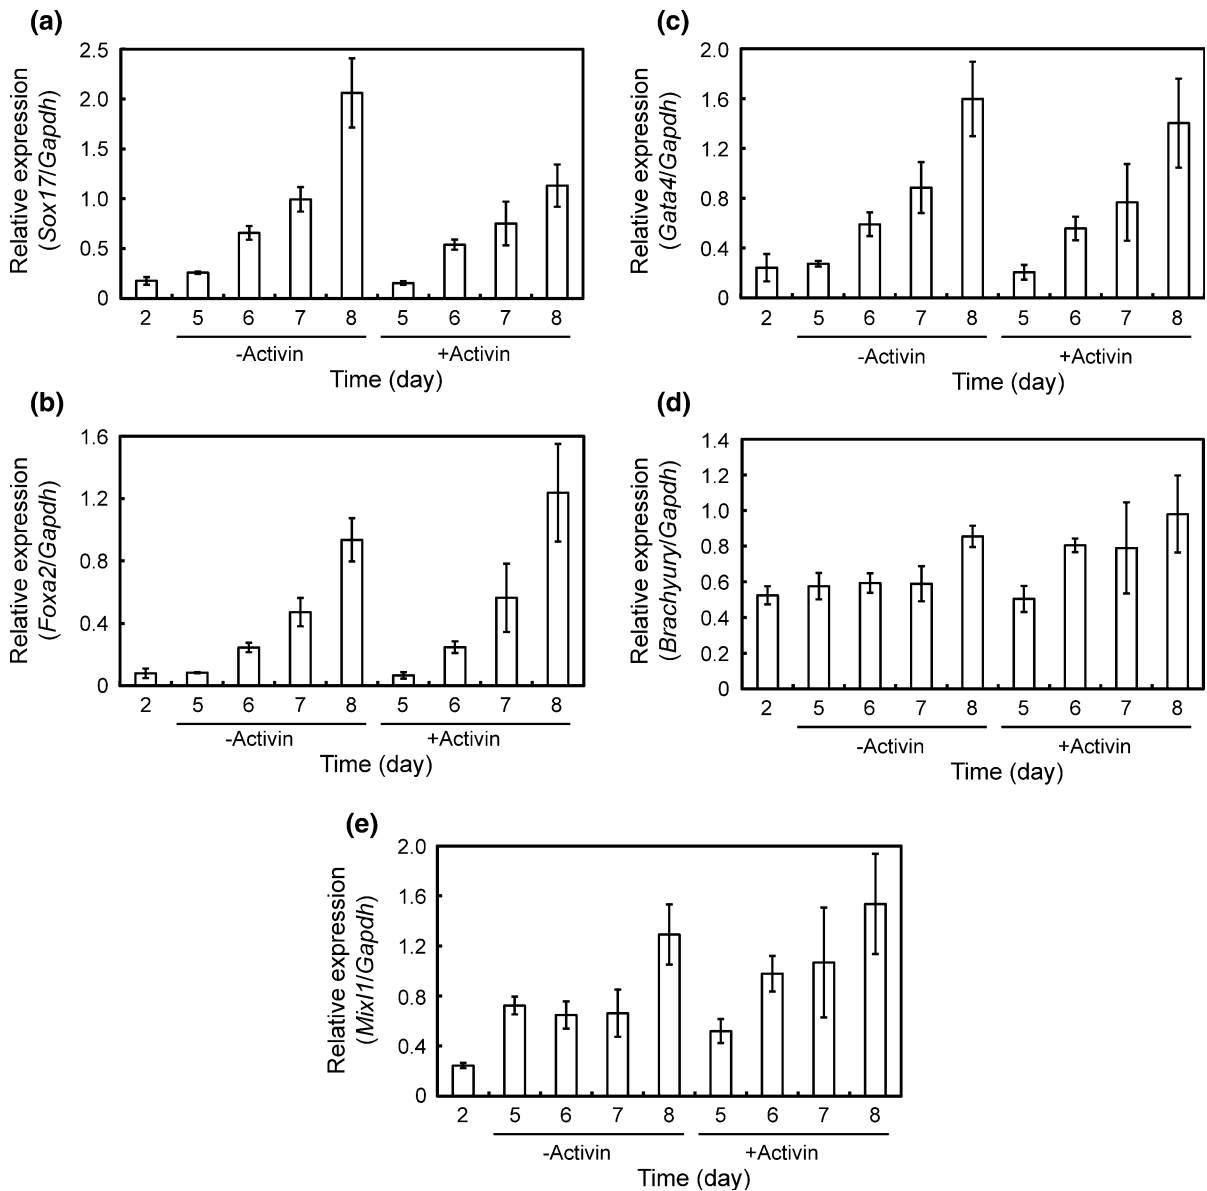 (a)
Relative expression
(Sox17/Gapdh)
2.5
2.0
1.5
1.0
0.5
0
2 5 6 7 8 5 6 7 8
-Activin +Activin
Time (day)
(c)
Relative expression
(Gata4/Gapdh)
2.0
1.6
1.2
0.8
0.4
0
2 5 6 7 8 5 6 7 8
-Activin +Activin
Time (day)
(b)
Relative expression
(Foxa2/Gapdh)
1.6
1.2
0.8
0.4
0
2 5 6 7 8 5 6 7 8
-Activin +Activin
Time (day)
(d)
Relative expression
(Brachyury/Gapdh)
1.4
1.2
1.0
0.8
0.6
0.4
0.2
0
2 5 6 7 8 5 6 7 8
-Activin +Activin
Time (day)
(e)
Relative expression
(Mixl1/Gapdh)
2.0
1.6
1.2
0.8
0.4
0
2 5 6 7 8 5 6 7 8
-Activin +Activin
Time (day)